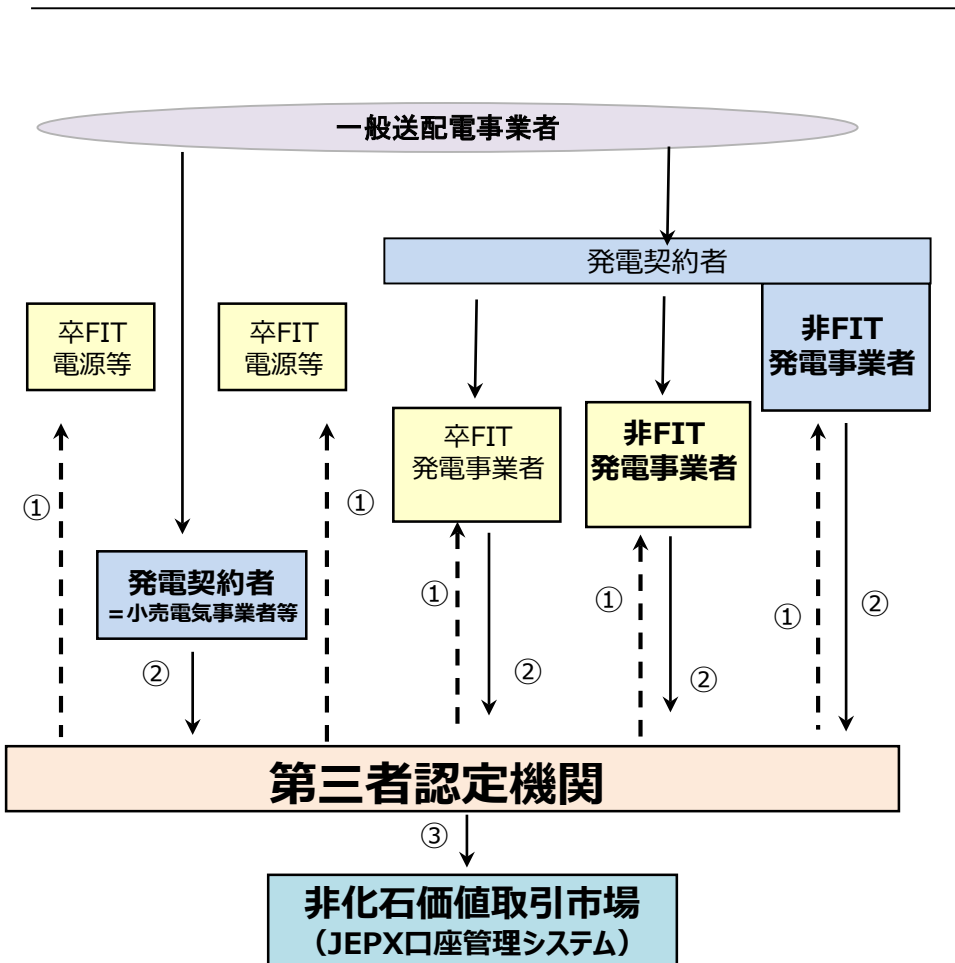 一般送配電事業者
発電契約者
卒FIT
電源等
卒FIT
電源等
非FIT
発電事業者
卒FIT
発電事業者
非FIT
発電事業者
①
①
発電契約者
=小売電気事業者等
①
①
①
②
②
②
②
第三者認定機関
③
非化石価値取引市場
（JEPX口座管理システム）